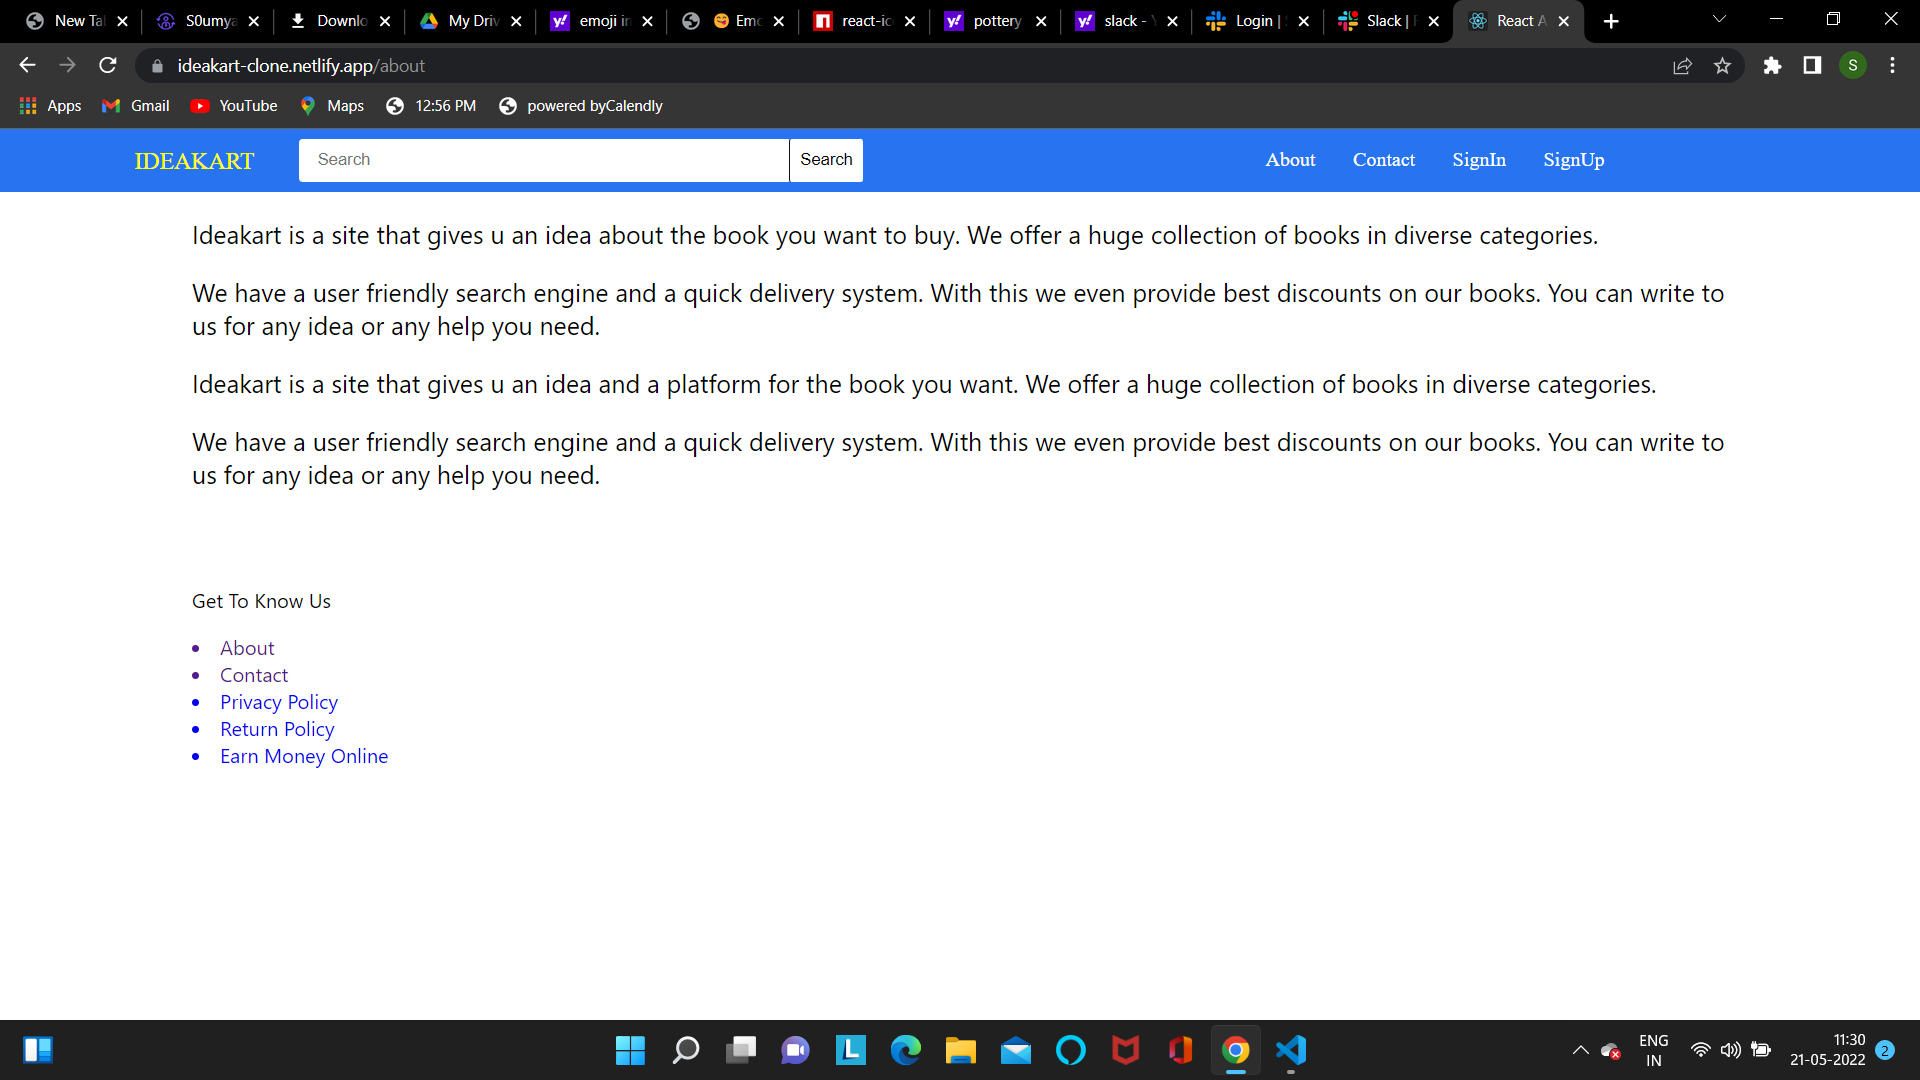 New Tal S0umya Downlo My Driv emoji in Emo react-ico pottery slack - Login | Slack | React A
ideakart-clone.netlify.app/about S
Apps Gmail YouTube Maps 12:56 PM powered byCalendly
IDEAKART Search Search About Contact SignIn SignUp
Ideakart is a site that gives u an idea about the book you want to buy. We offer a huge collection of books in diverse categories.
We have a user friendly search engine and a quick delivery system. With this we even provide best discounts on our books. You can write to
us for any idea or any help you need.
Ideakart is a site that gives u an idea and a platform for the book you want. We offer a huge collection of books in diverse categories.
We have a user friendly search engine and a quick delivery system. With this we even provide best discounts on our books. You can write to
us for any idea or any help you need.
Get To Know Us
About
Contact
Privacy Policy
Return Policy
Earn Money Online
ENG 11:30
IN 21-05-2022 2